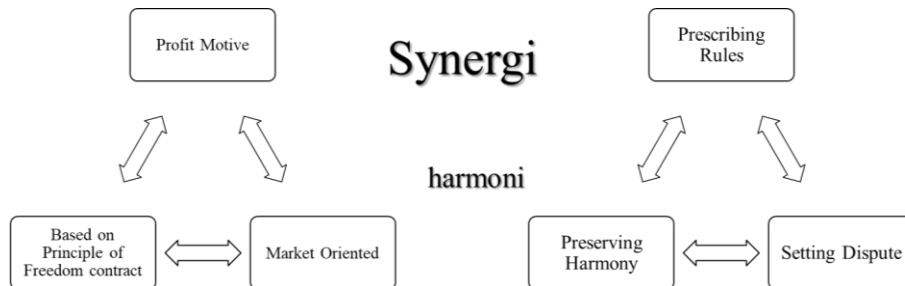 Profit Motive
Synergi
Prescribing
Rules
harmoni
Based on
Principle of
Freedom contract
Market Oriented
Preserving
Harmony
Setting Dispute